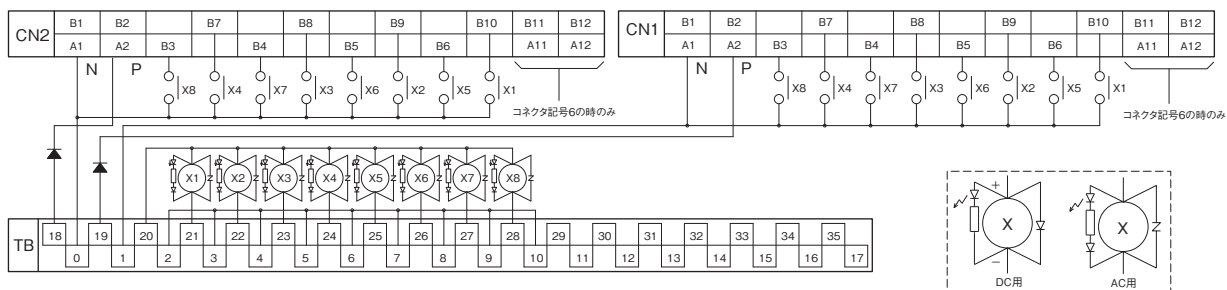 CN2 B1 B2 B7 B8 B9 B10 B11 B12
A1 A2 B3 B4 B5 B6 A11 A12
N P
X8 X4 X7 X3 X6 X2 X5 X1
コネクタ記号6の時のみ
CN1 B1 B2 B7 B8 B9 B10 B11 B12
A1 A2 B3 B4 B5 B6 A11 A12
N P
X8 X4 X7 X3 X6 X2 X5 X1
コネクタ記号6の時のみ
X1 X2 X3 X4 X5 X6 X7 X8
Z Z Z Z Z Z Z Z
TB 18 19 20 21 22 23 24 25 26 27 28 29 30 31 32 33 34 35
0 1 2 3 4 5 6 7 8 9 10 11 12 13 14 15 16 17
+
X X Z
−
DC用 AC用